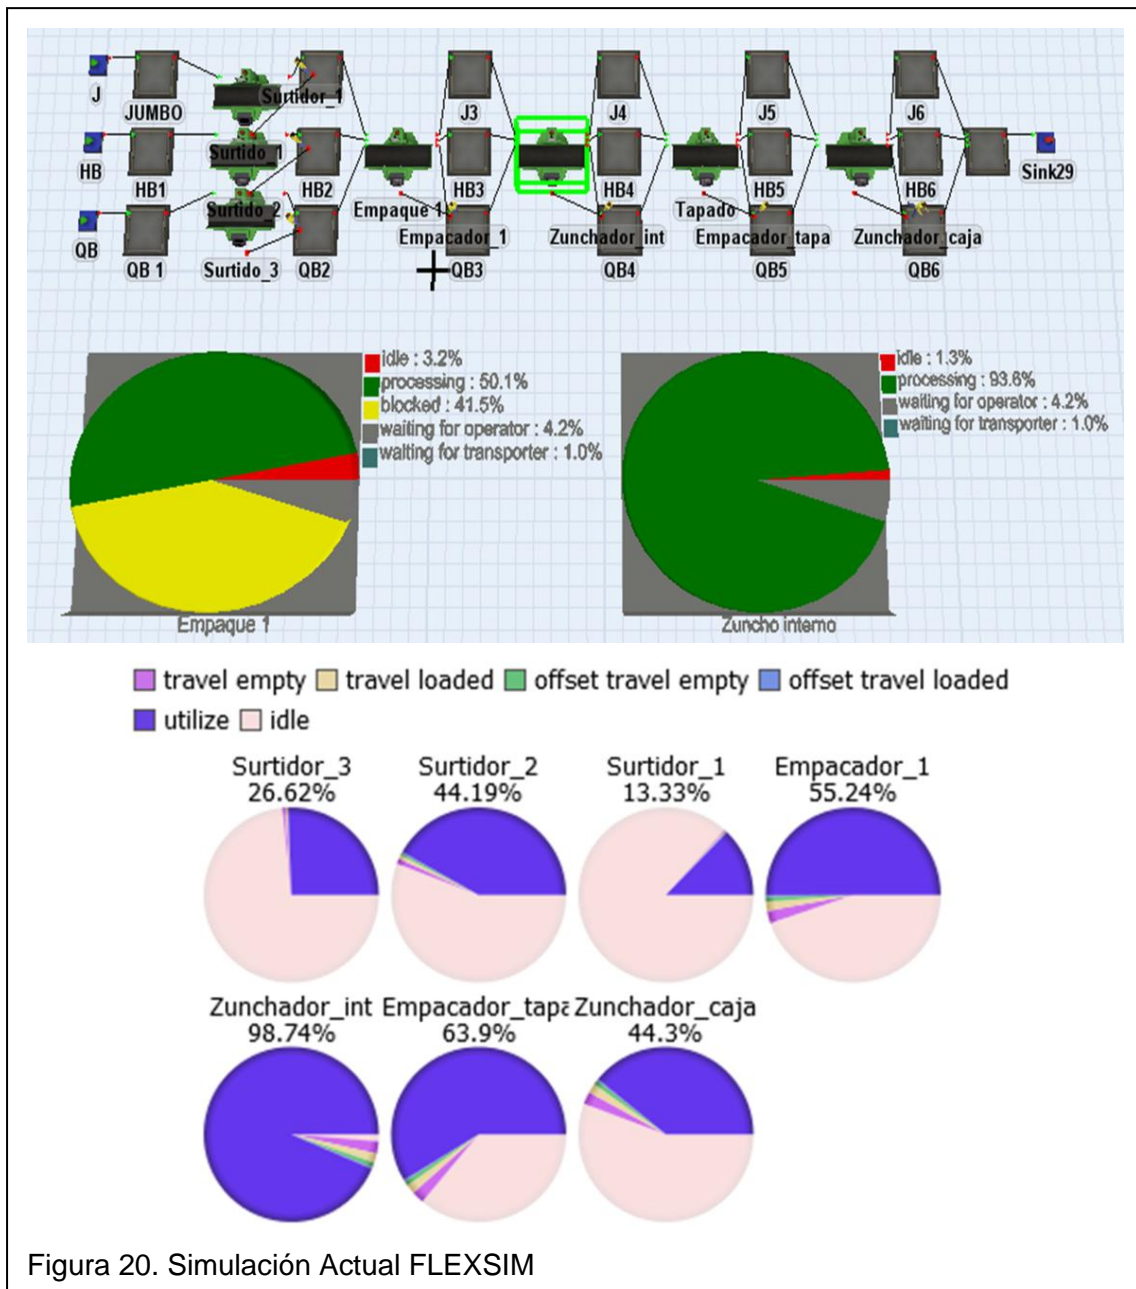 J
JUMBO
Surtidor_1
J3
J4
J5
J6
HB
HB1
Surtido_1
HB2
HB3
HB4
HB5
HB6
Sink29
QB
QB 1
Surtido_2
Surtido_3
QB2
Empaque 1
Empacador_1
QB3
Zunchador_int
QB4
Tapado
Empacador_tapa
QB5
Zunchador_caja
QB6
idle : 3.2%
processing : 50.1%
blocked : 41.5%
waiting for operator : 4.2%
waiting for transporter : 1.0%
Empaque 1
idle : 1.3%
processing : 93.6%
waiting for operator : 4.2%
waiting for transporter : 1.0%
Zuncho interno
travel empty travel loaded offset travel empty offset travel loaded
utilize idle
Surtidor_3 Surtidor_2 Surtidor_1 Empacador_1
26.62% 44.19% 13.33% 55.24%
Zunchador_int Empacador_tapa Zunchador_caja
98.74% 63.9% 44.3%
Figura 20. Simulación Actual FLEXSIM